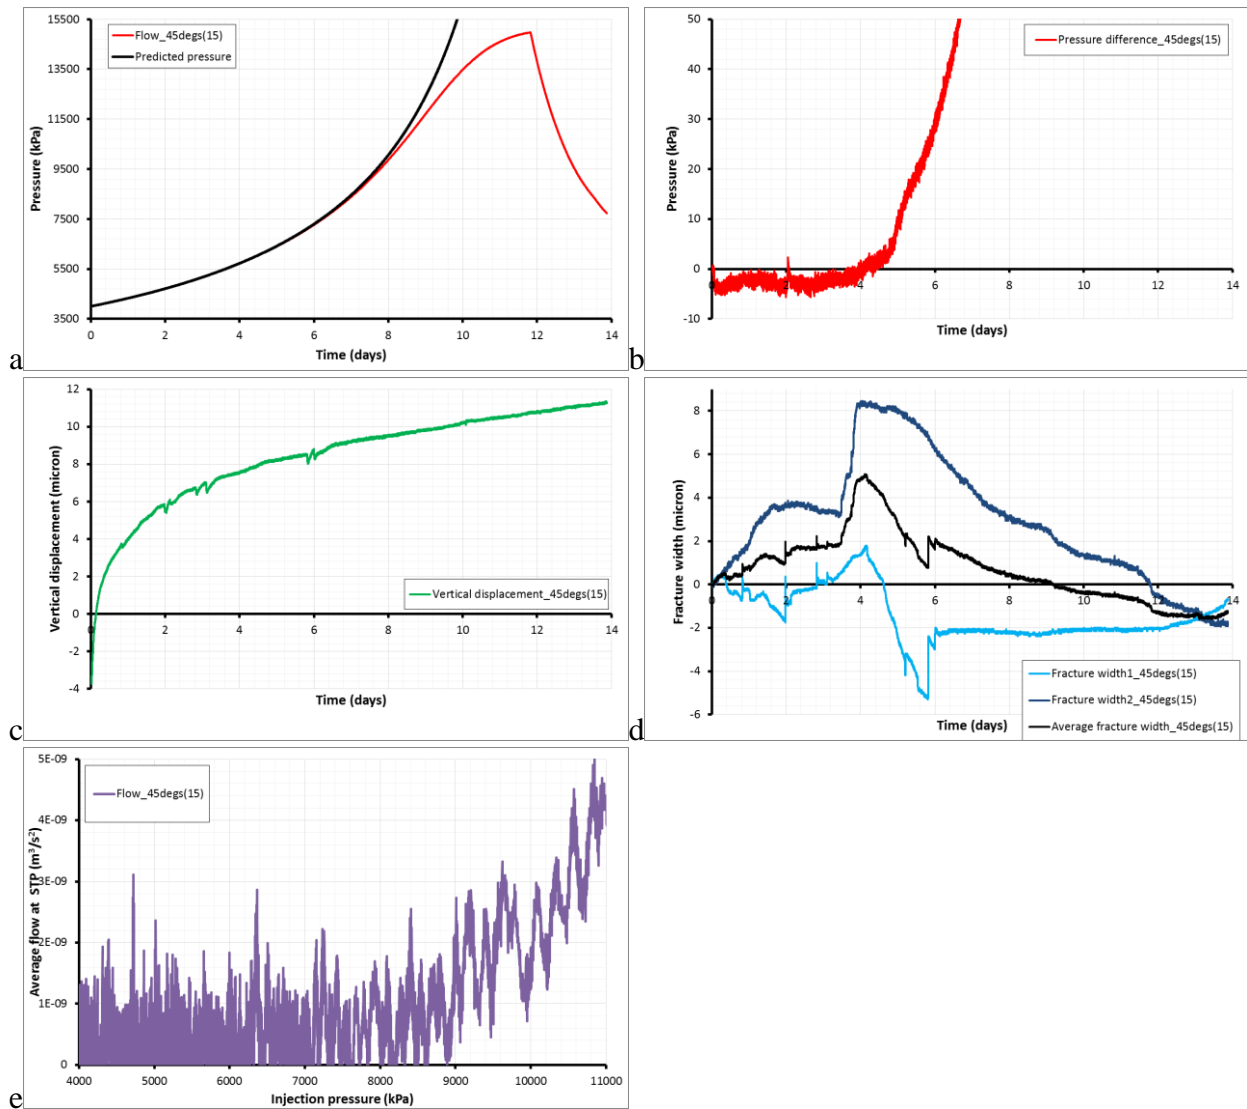 15500
13500
11500
9500
7500
5500
3500
Pressure (kPa)
Flow_45degs(15)
Predicted pressure
0 2 4 6 8 10 12 14
Time (days)
a
50
40
30
20
10
0
-10
Pressure (kPa)
Pressure difference_45degs(15)
0 2 4 6 8 10 12 14
Time (days)
b
12
10
8
6
4
2
0
-2
-4
Vertical displacement (micron)
Vertical displacement_45degs(15)
0 2 4 6 8 10 12 14
Time (days)
c
8
6
4
2
0
-2
-4
-6
Fracture width (micron)
0 2 4 6 8 10 12 14
Fracture width1_45degs(15)
Fracture width2_45degs(15)
Average fracture width_45degs(15)
Time (days)
d
5E-09
4E-09
3E-09
2E-09
1E-09
0
Average flow at STP (m³/s²)
Flow_45degs(15)
4000 5000 6000 7000 8000 9000 10000 11000
Injection pressure (kPa)
e